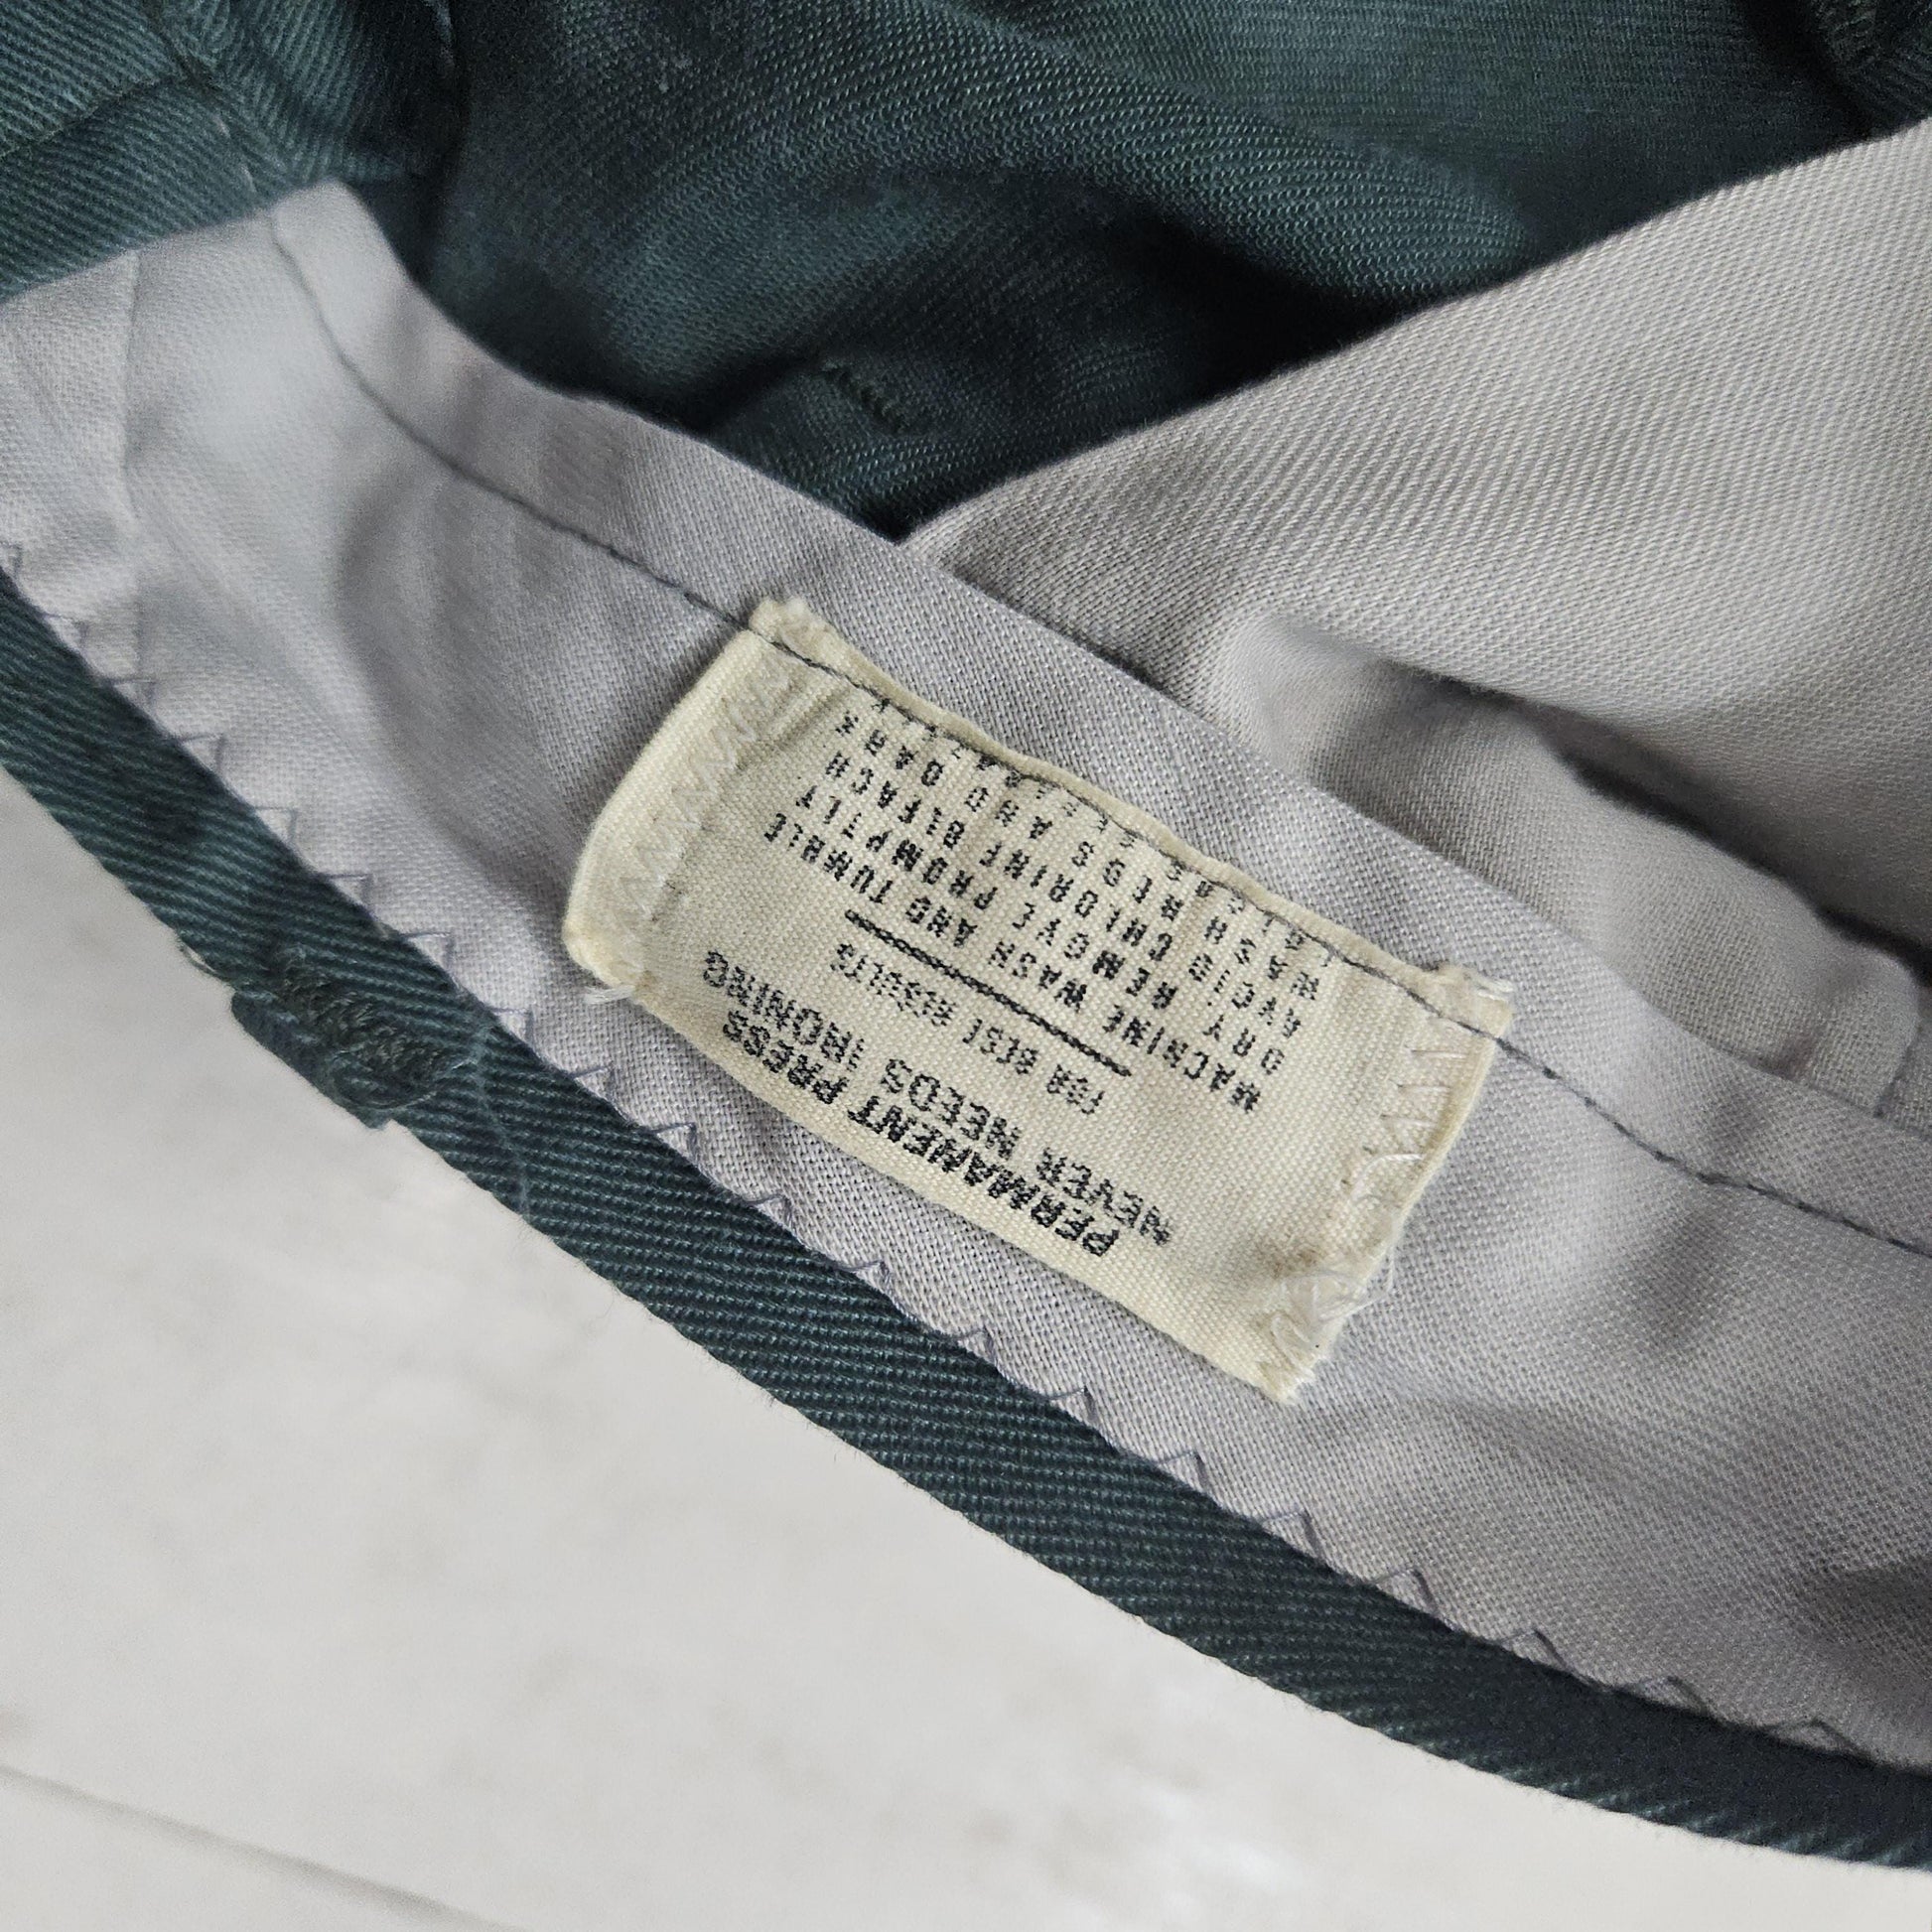 PERMANENT PRESS
NEVER NEEDS IRONING
FOR BEST RESULTS
MACHINE WASH AND TUMBLE
DRY REMOVE PROMPTLY
AVOID CHLORINE BLEACH
WASH REDS AND DARK